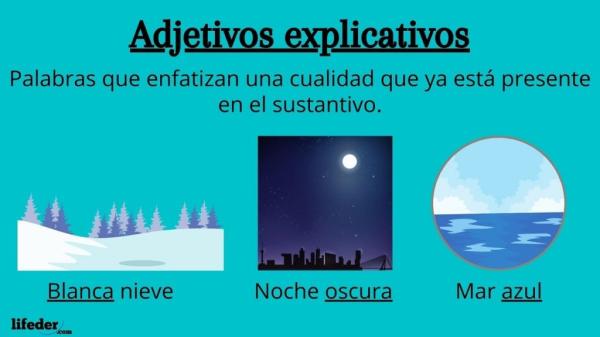 Adjetivos explicativos
Palabras que enfatizan una cualidad que ya está presente
en el sustantivo.
Blanca nieve
Noche oscura
Mar azul
lifeder.com